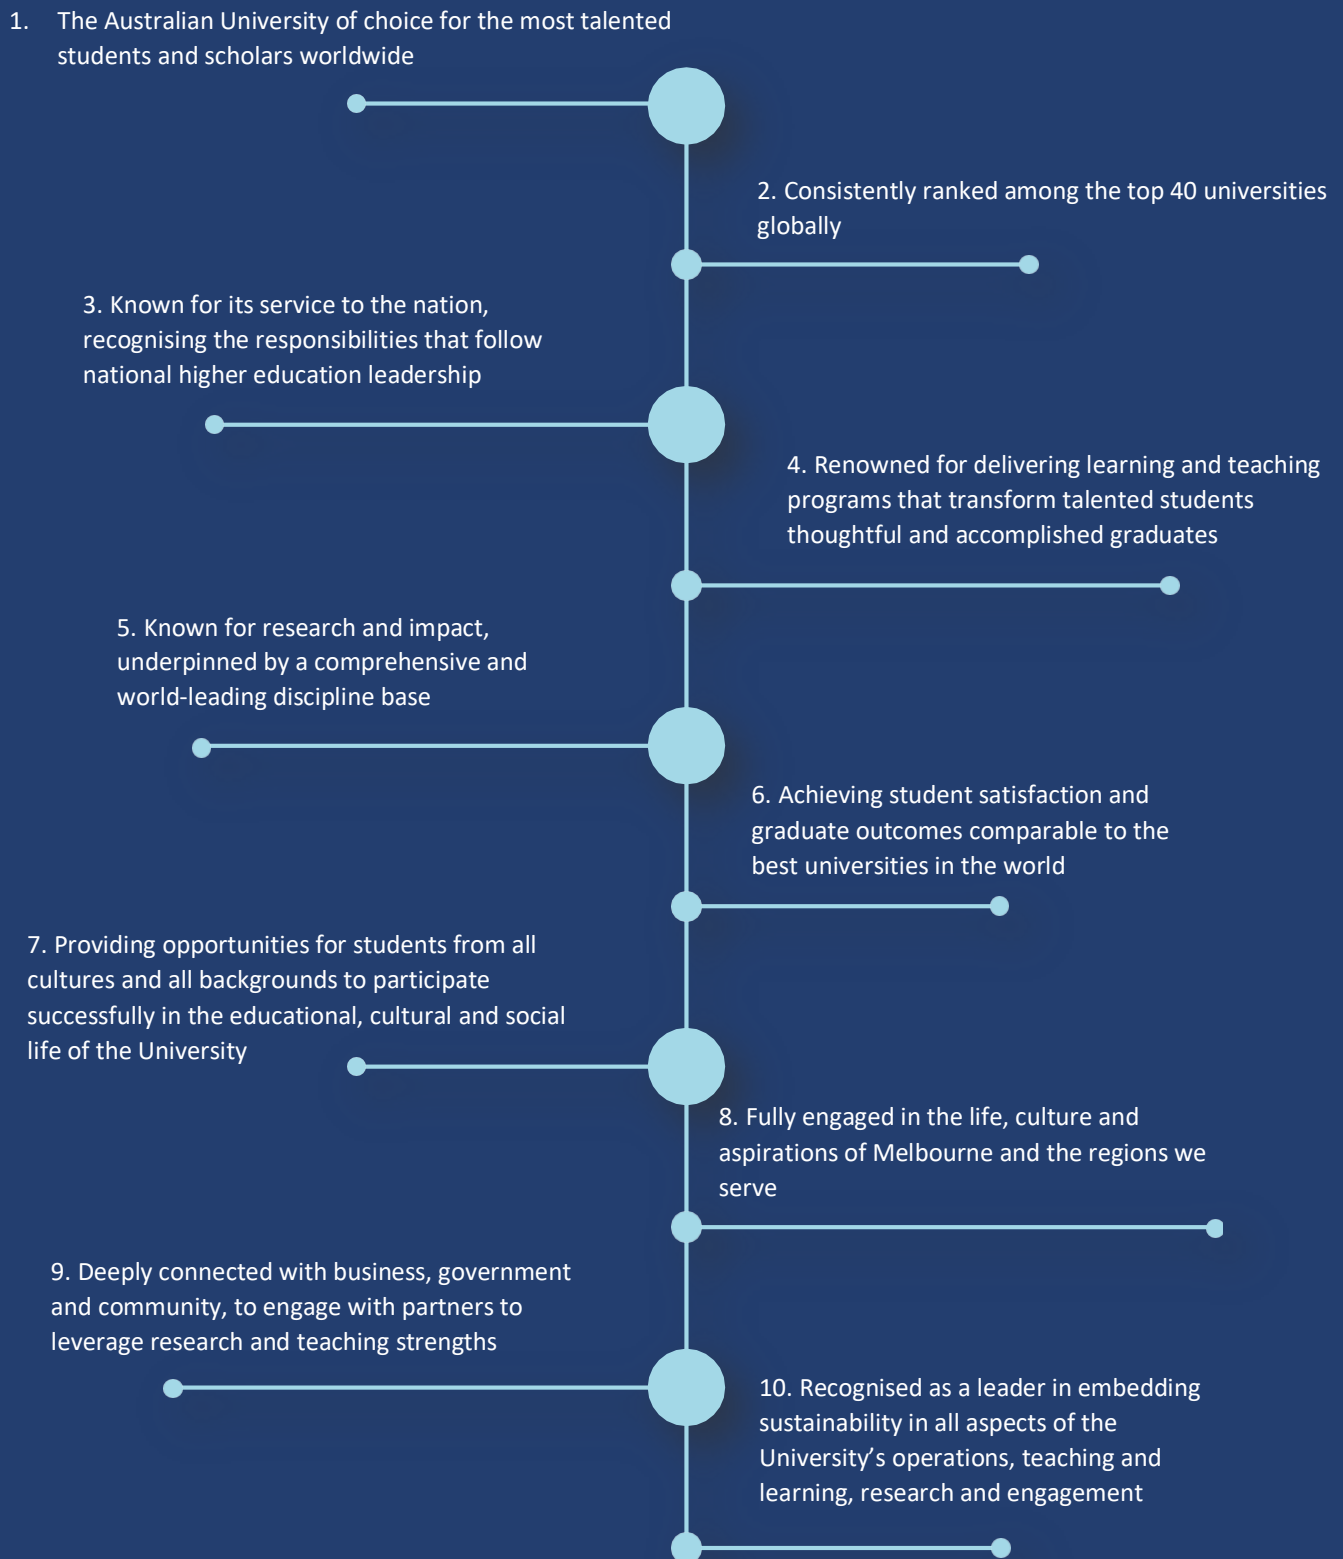 1. The Australian University of choice for the most talented
students and scholars worldwide
2. Consistently ranked among the top 40 universities
globally
3. Known for its service to the nation,
recognising the responsibilities that follow
national higher education leadership
4. Renowned for delivering learning and teaching
programs that transform talented students
thoughtful and accomplished graduates
5. Known for research and impact,
underpinned by a comprehensive and
world-leading discipline base
6. Achieving student satisfaction and
graduate outcomes comparable to the
best universities in the world
7. Providing opportunities for students from all
cultures and all backgrounds to participate
successfully in the educational, cultural and social
life of the University
8. Fully engaged in the life, culture and
aspirations of Melbourne and the regions we
serve
9. Deeply connected with business, government
and community, to engage with partners to
leverage research and teaching strengths
10. Recognised as a leader in embedding
sustainability in all aspects of the
University’s operations, teaching and
learning, research and engagement